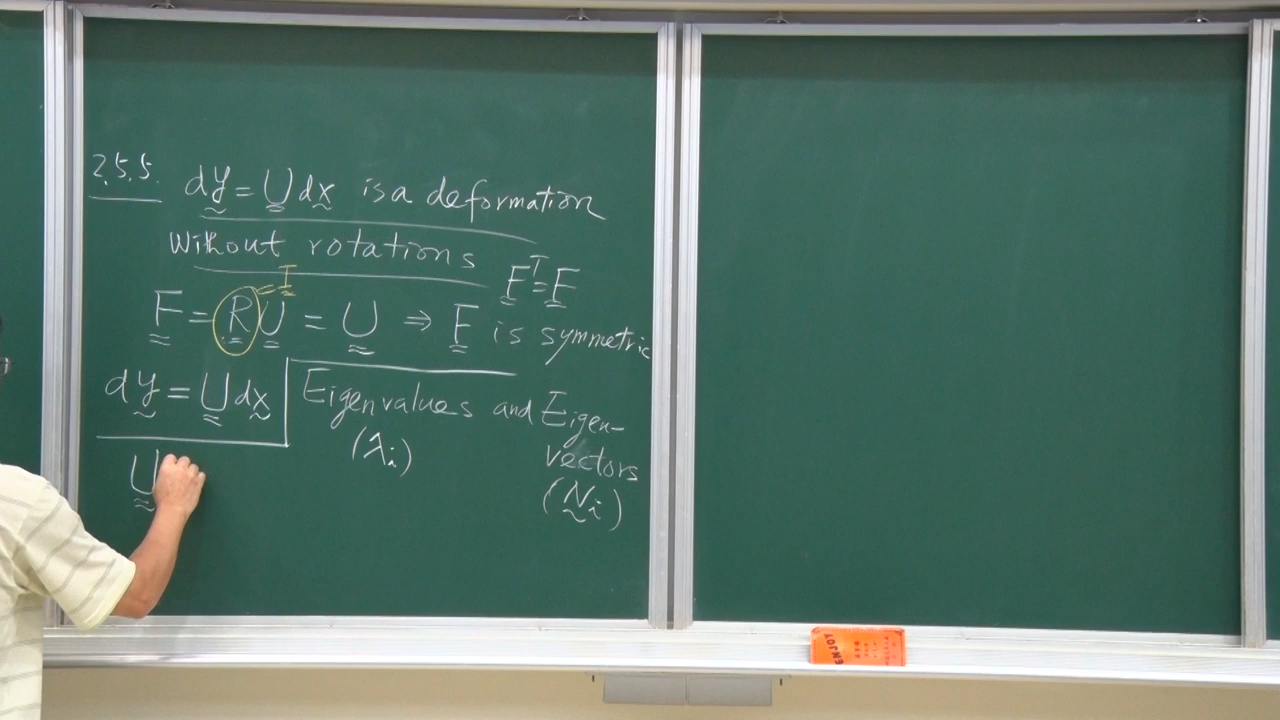 2.5.5. dy = U dx is a deformation
without rotations
F^T = F
= I
F = R U = U ⇒ F is symmetric
dy = U dx
Eigenvalues and Eigen-
vectors
(λi) (Ni)
U
ENJOY